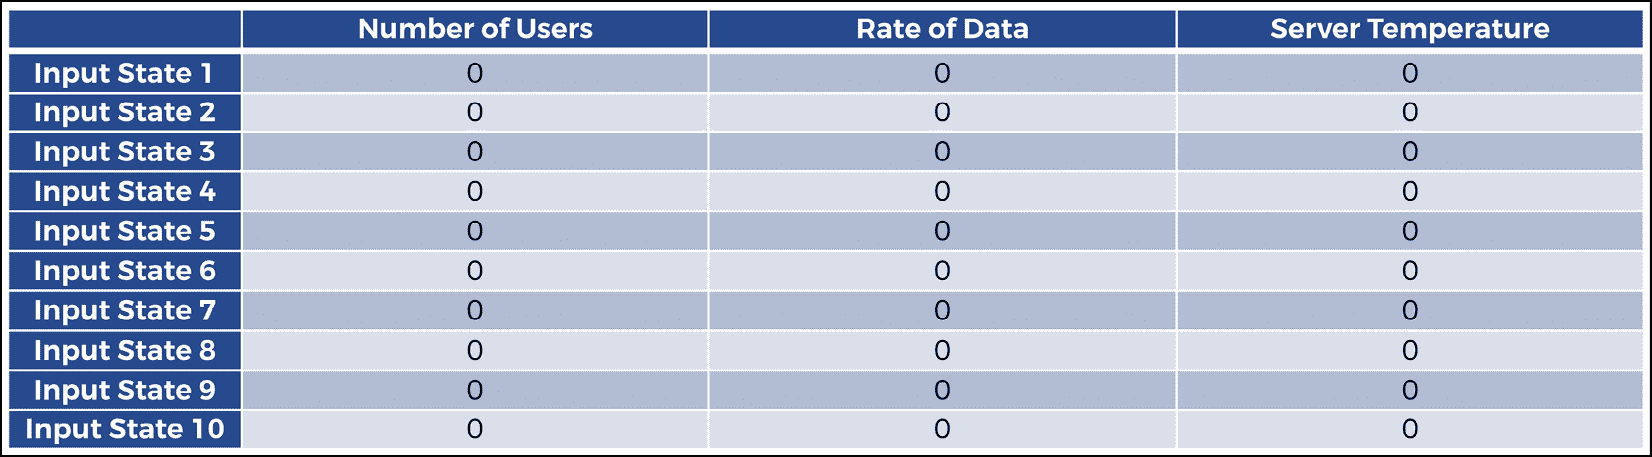 Number of Users Rate of Data Server Temperature
Input State 1 0 0 0
Input State 2 0 0 0
Input State 3 0 0 0
Input State 4 0 0 0
Input State 5 0 0 0
Input State 6 0 0 0
Input State 7 0 0 0
Input State 8 0 0 0
Input State 9 0 0 0
Input State 10 0 0 0